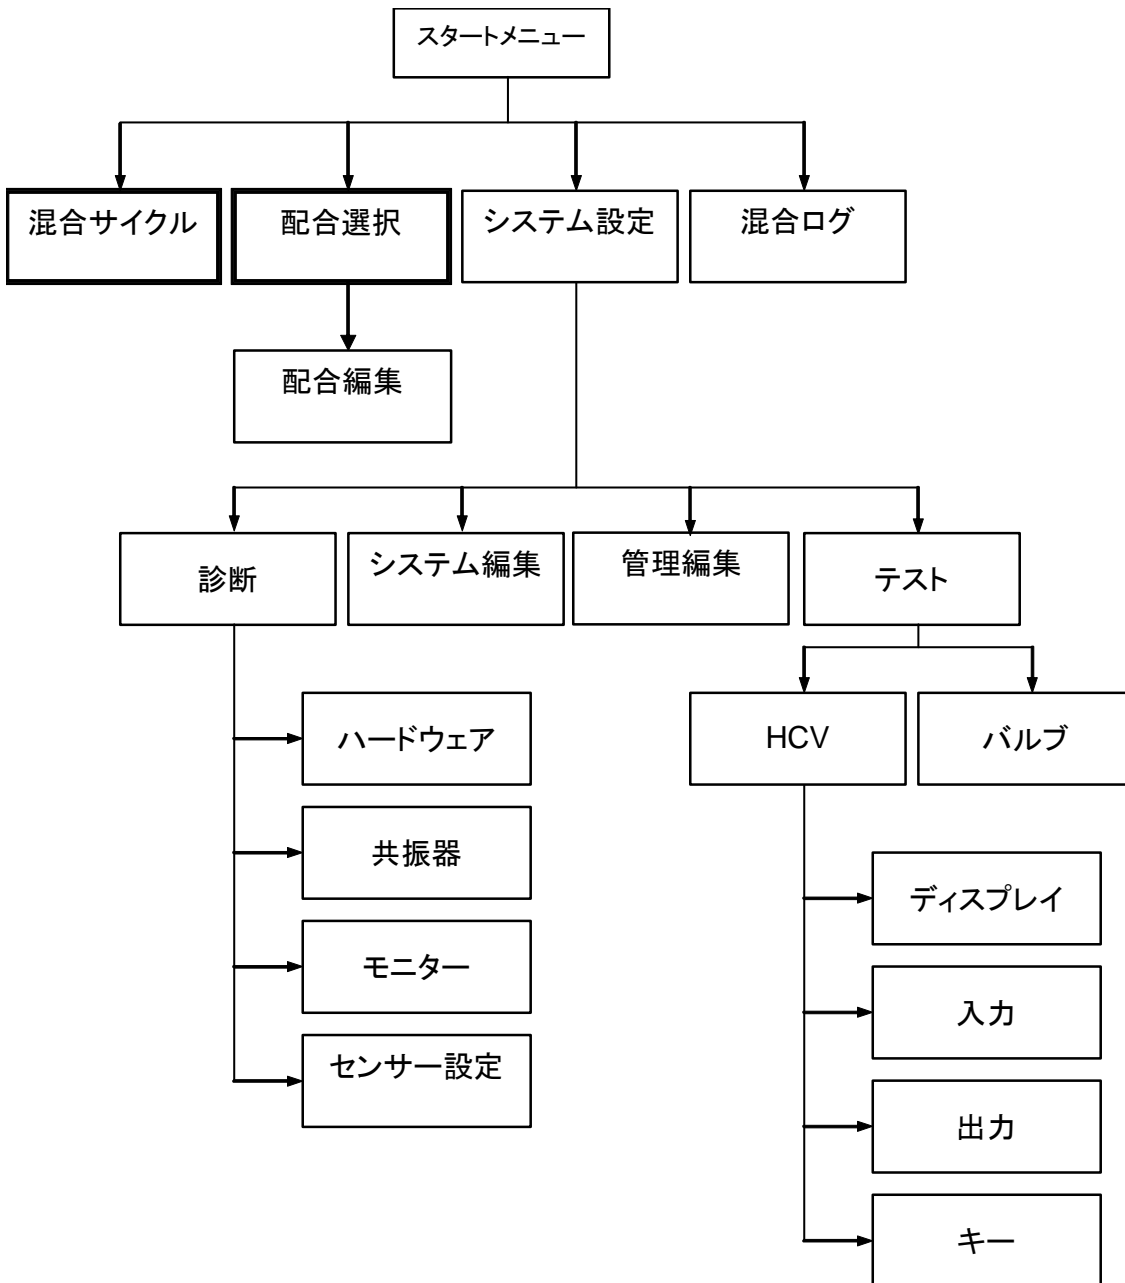 スタートメニュー
混合サイクル
配合選択
システム設定
混合ログ
配合編集
診断
システム編集
管理編集
テスト
ハードウェア
HCV
バルブ
共振器
ディスプレイ
モニター
入力
センサー設定
出力
キー